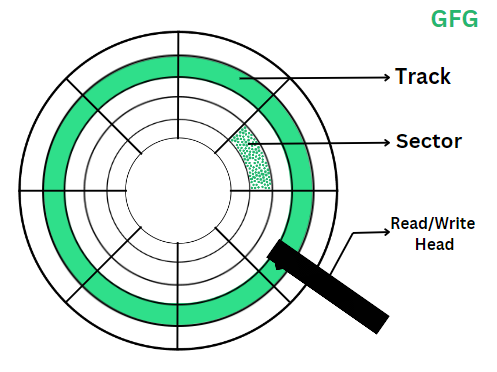 GFG
Track
Sector
Read/Write
Head